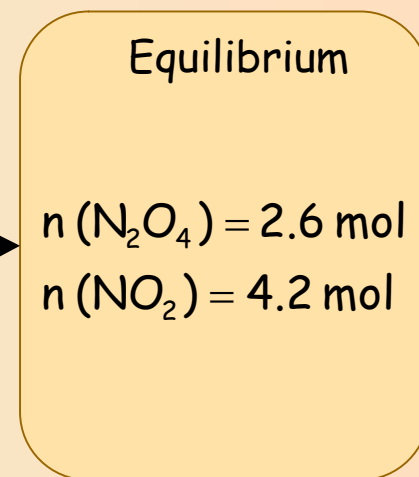 Equilibrium
n (N₂O₄) = 2.6 mol
n (NO₂) = 4.2 mol